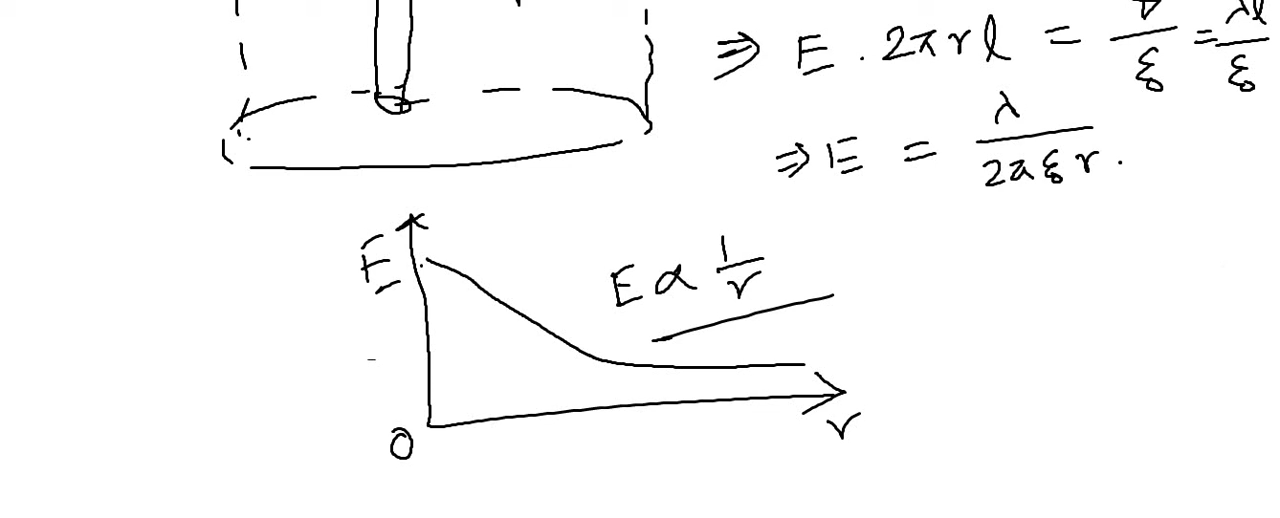 ⇒ E . 2πrl = q/ε₀ = λl/ε₀
⇒ E = λ/2πε₀r.
E
E ∝ 1/r
r
0